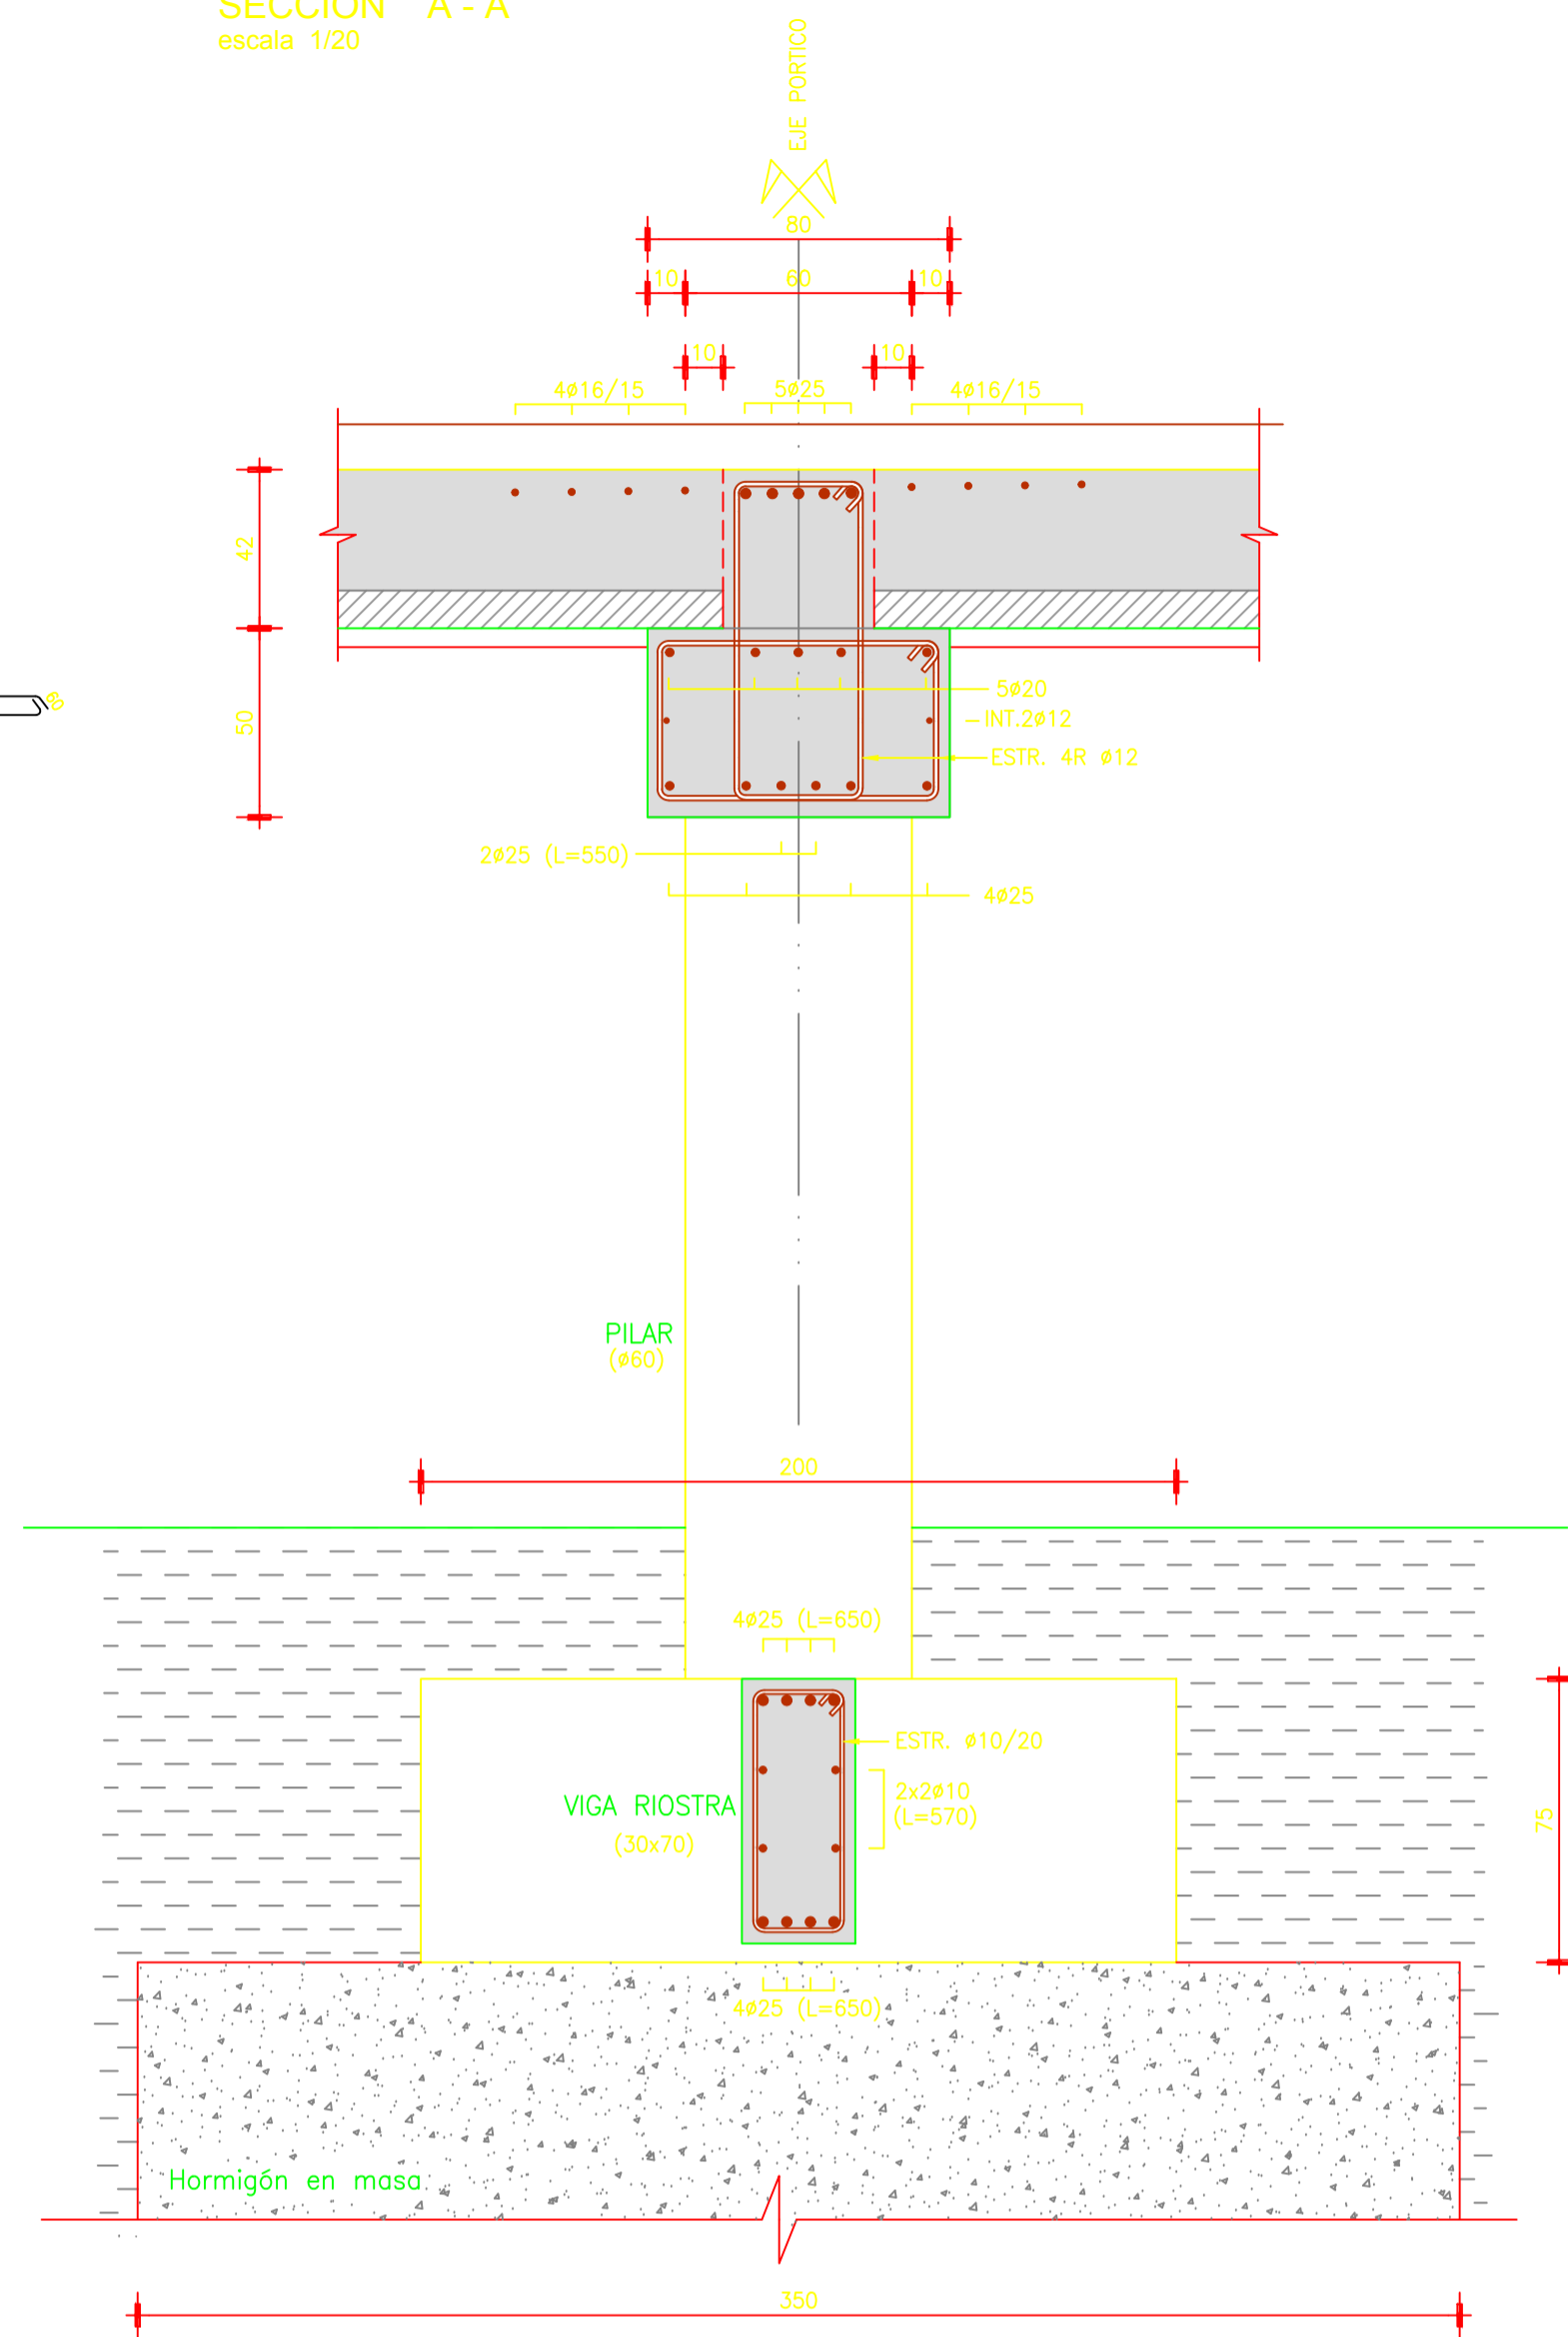 SECCION A - A
escala 1/20
EJE PORTICO
80
10
60
10
10
10
4ø16/15
5ø25
4ø16/15
42
60
50
5ø20
INT.2ø12
ESTR. 4R ø12
2ø25 (L=550)
4ø25
PILAR
(ø60)
200
4ø25 (L=650)
ESTR. ø10/20
2x2ø10
(L=570)
VIGA RIOSTRA
(30x70)
75
4ø25 (L=650)
Hormigón en masa
350